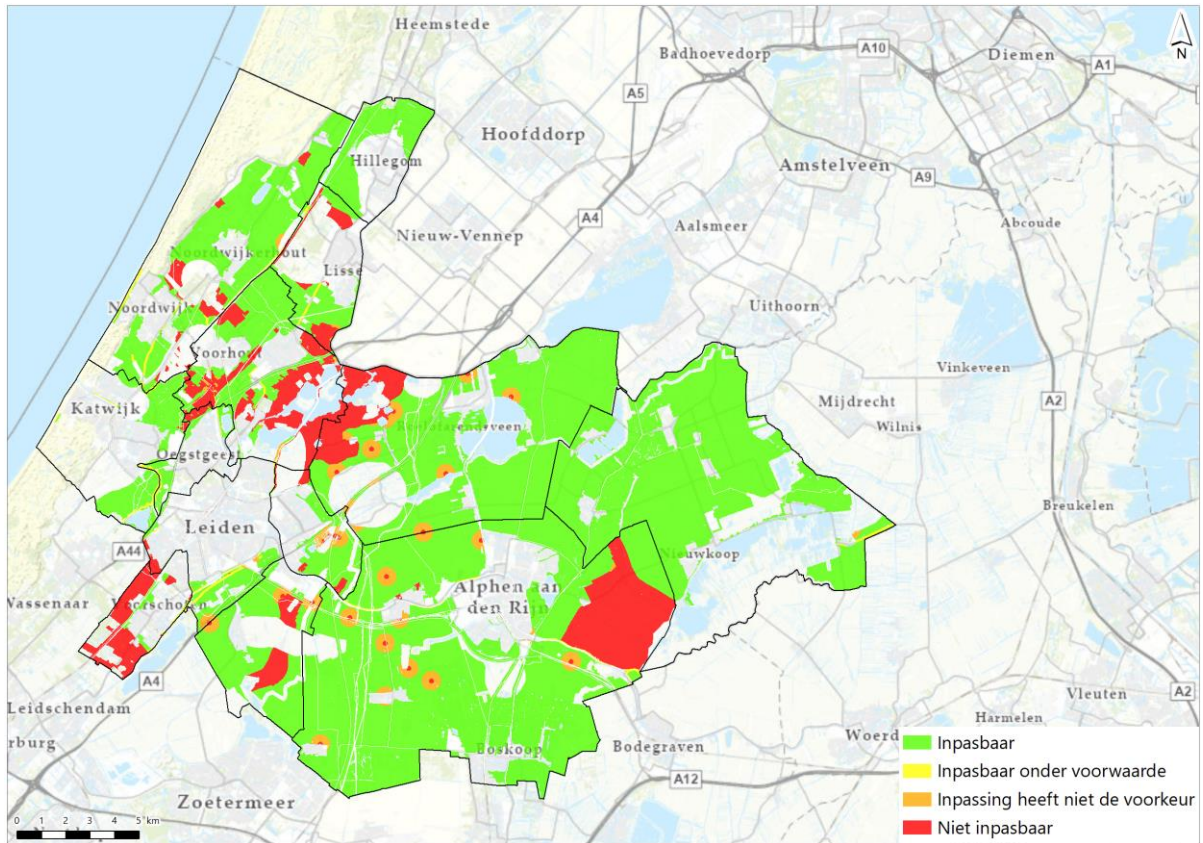 Heemstede
Badhoevedorp
A10
Diemen
A1
N
A5
Hoofddorp
Hillegom
Amstelveen
A9
A4
Aalsmeer
Abcoude
Nieuw-Vennep
Noordwijkerhout
Lisse
Noordwijk
Uithoorn
Voorhout
Vinkeveen
Katwijk
Mijdrecht
A2
Wilnis
Roelofarendsveen
Oegstgeest
Breukelen
Leiden
A44
Nieuwkoop
Alphen aan
den Rijn
Wassenaar
Voorschoten
A4
Vleuten
A2
Leidschendam
Harmelen
rburg
Boskoop
Bodegraven
Woerd
A12
Zoetermeer
Inpasbaar
Inpasbaar onder voorwaarde
Inpassing heeft niet de voorkeur
Niet inpasbaar
0 1 2 3 4 5 km